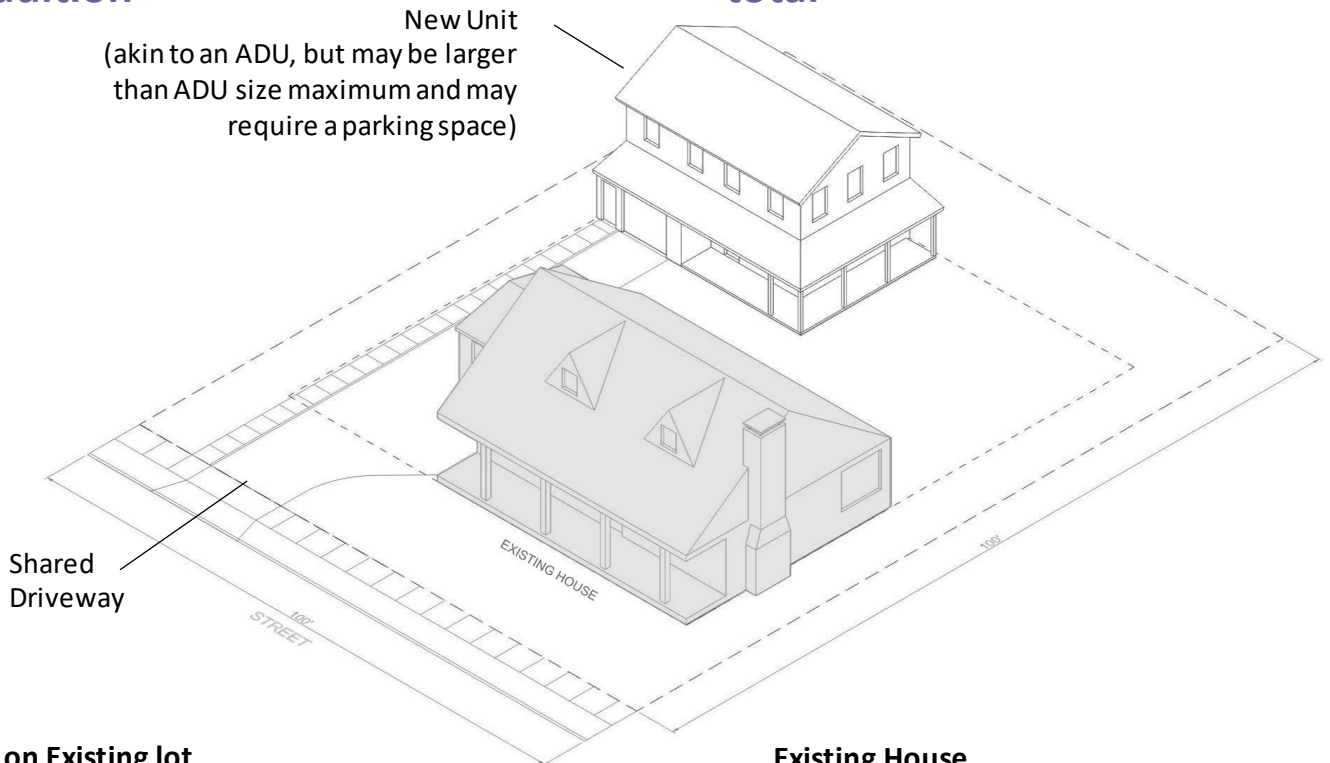 New Unit
(akin to an ADU, but may be larger
than ADU size maximum and may
require a parking space)
EXISTING HOUSE
100'
Shared
Driveway
100'
STREET
on Existing lot
Existing House